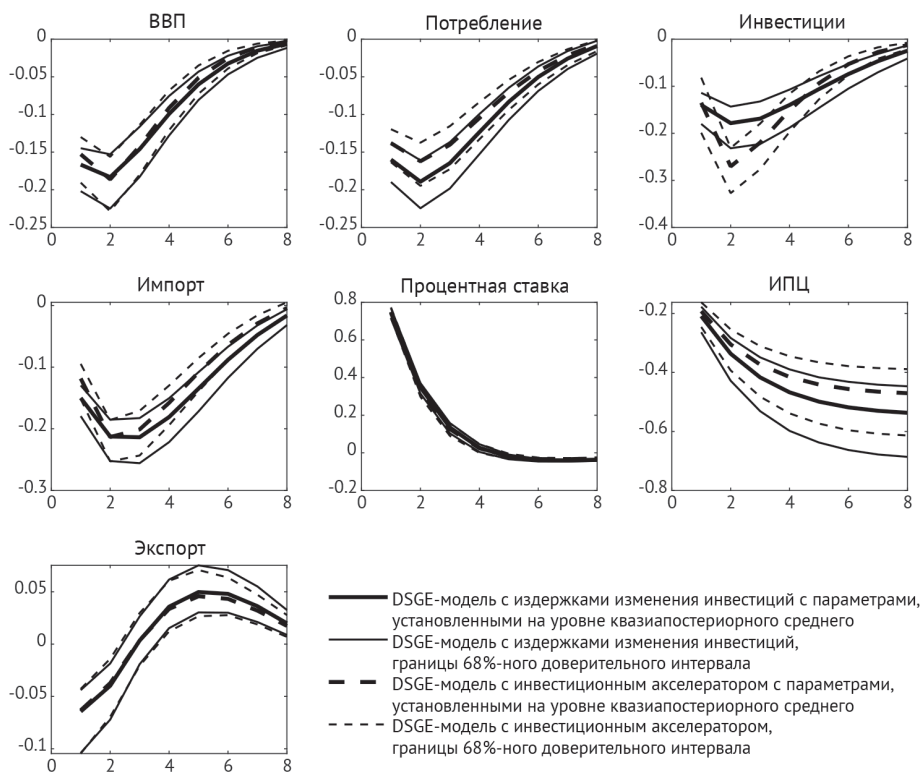 ВВП
0
-0.05
-0.1
-0.15
-0.2
-0.25
0 2 4 6 8
Потребление
0
-0.05
-0.1
-0.15
-0.2
-0.25
0 2 4 6 8
Инвестиции
0
-0.1
-0.2
-0.3
-0.4
0 2 4 6 8
Импорт
0
-0.1
-0.2
-0.3
0 2 4 6 8
Процентная ставка
0.8
0.6
0.4
0.2
0
-0.2
0 2 4 6 8
ИПЦ
-0.2
-0.4
-0.6
-0.8
0 2 4 6 8
Экспорт
0.05
0
-0.05
-0.1
0 2 4 6 8
DSGE-модель с издержками изменения инвестиций с параметрами,
установленными на уровне квазиапостериорного среднего
DSGE-модель с издержками изменения инвестиций,
границы 68%-ного доверительного интервала
DSGE-модель с инвестиционным акселератором с параметрами,
установленными на уровне квазиапостериорного среднего
DSGE-модель с инвестиционным акселератором,
границы 68%-ного доверительного интервала